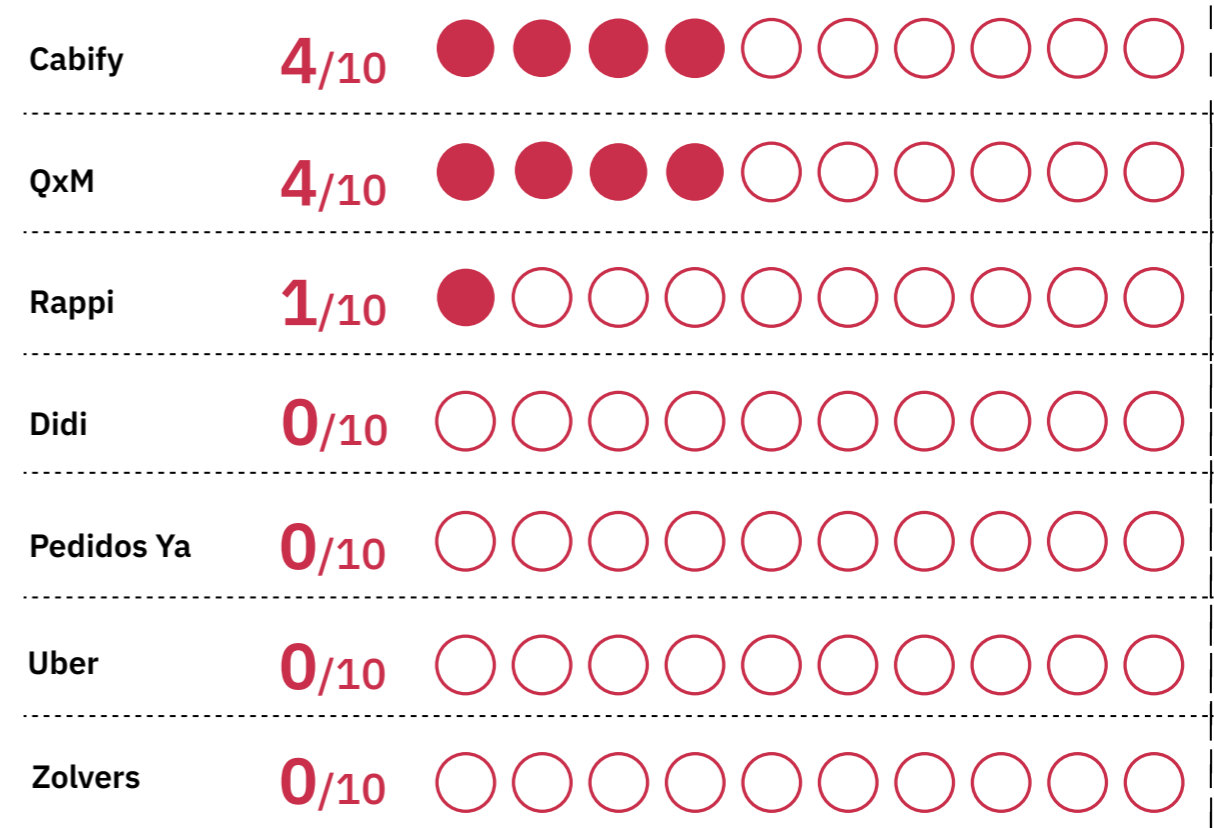 Cabify 4/10
QxM 4/10
Rappi 1/10
Didi 0/10
Pedidos Ya 0/10
Uber 0/10
Zolvers 0/10